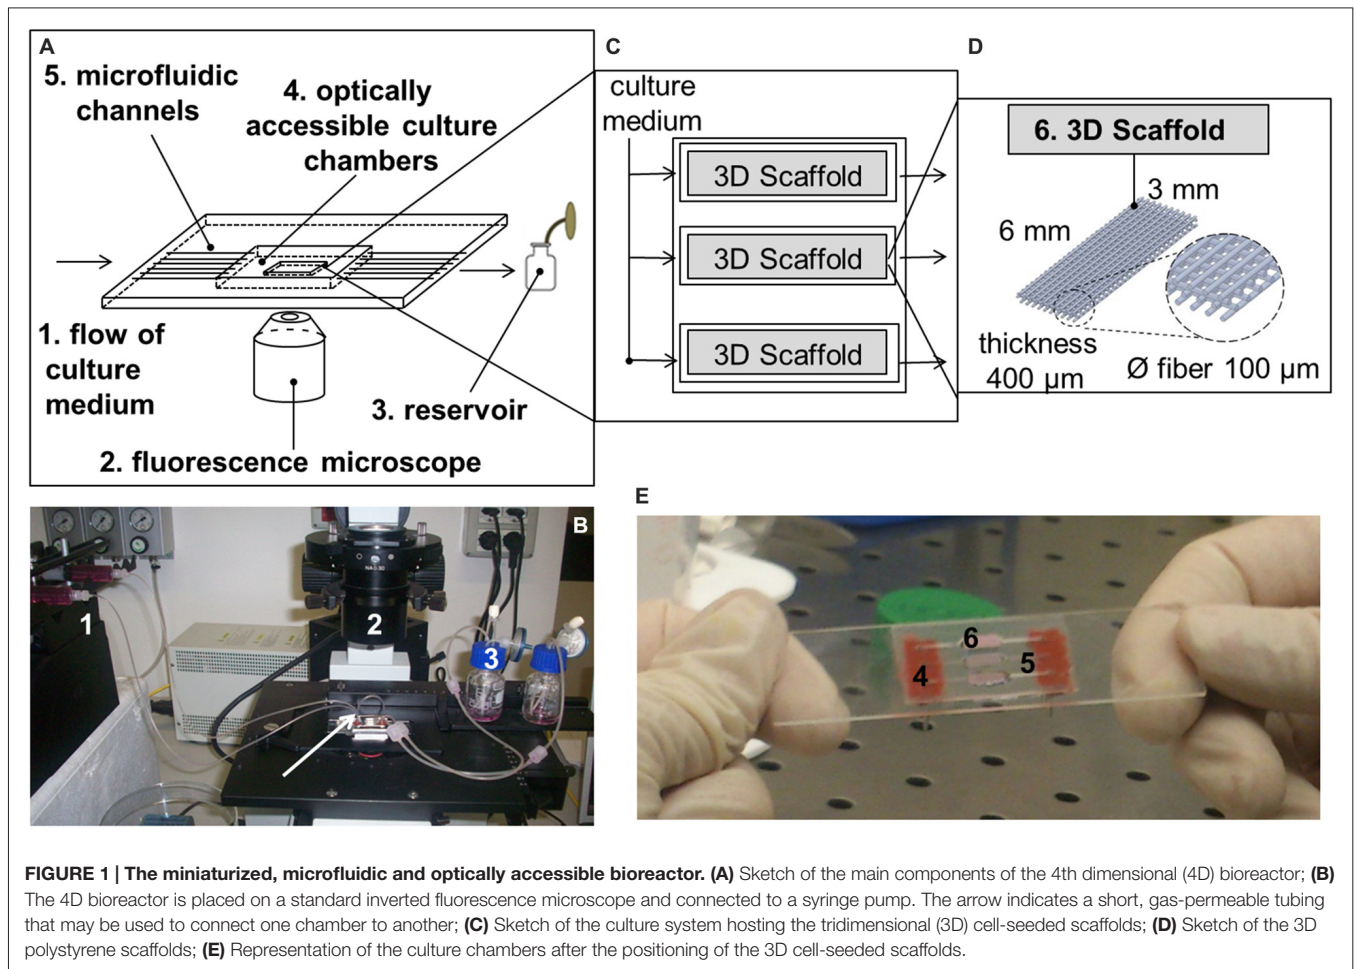 A
5. microfluidic
channels
4. optically
accessible culture
chambers
1. flow of
culture
medium
3. reservoir
2. fluorescence microscope
C
culture
medium
3D Scaffold
3D Scaffold
3D Scaffold
D
6. 3D Scaffold
3 mm
6 mm
thickness
400 µm
Ø fiber 100 µm
B
1
2
NA 0.30
3
E
6
4
5
FIGURE 1 | The miniaturized, microfluidic and optically accessible bioreactor. (A) Sketch of the main components of the 4th dimensional (4D) bioreactor; (B)
The 4D bioreactor is placed on a standard inverted fluorescence microscope and connected to a syringe pump. The arrow indicates a short, gas-permeable tubing
that may be used to connect one chamber to another; (C) Sketch of the culture system hosting the tridimensional (3D) cell-seeded scaffolds; (D) Sketch of the 3D
polystyrene scaffolds; (E) Representation of the culture chambers after the positioning of the 3D cell-seeded scaffolds.